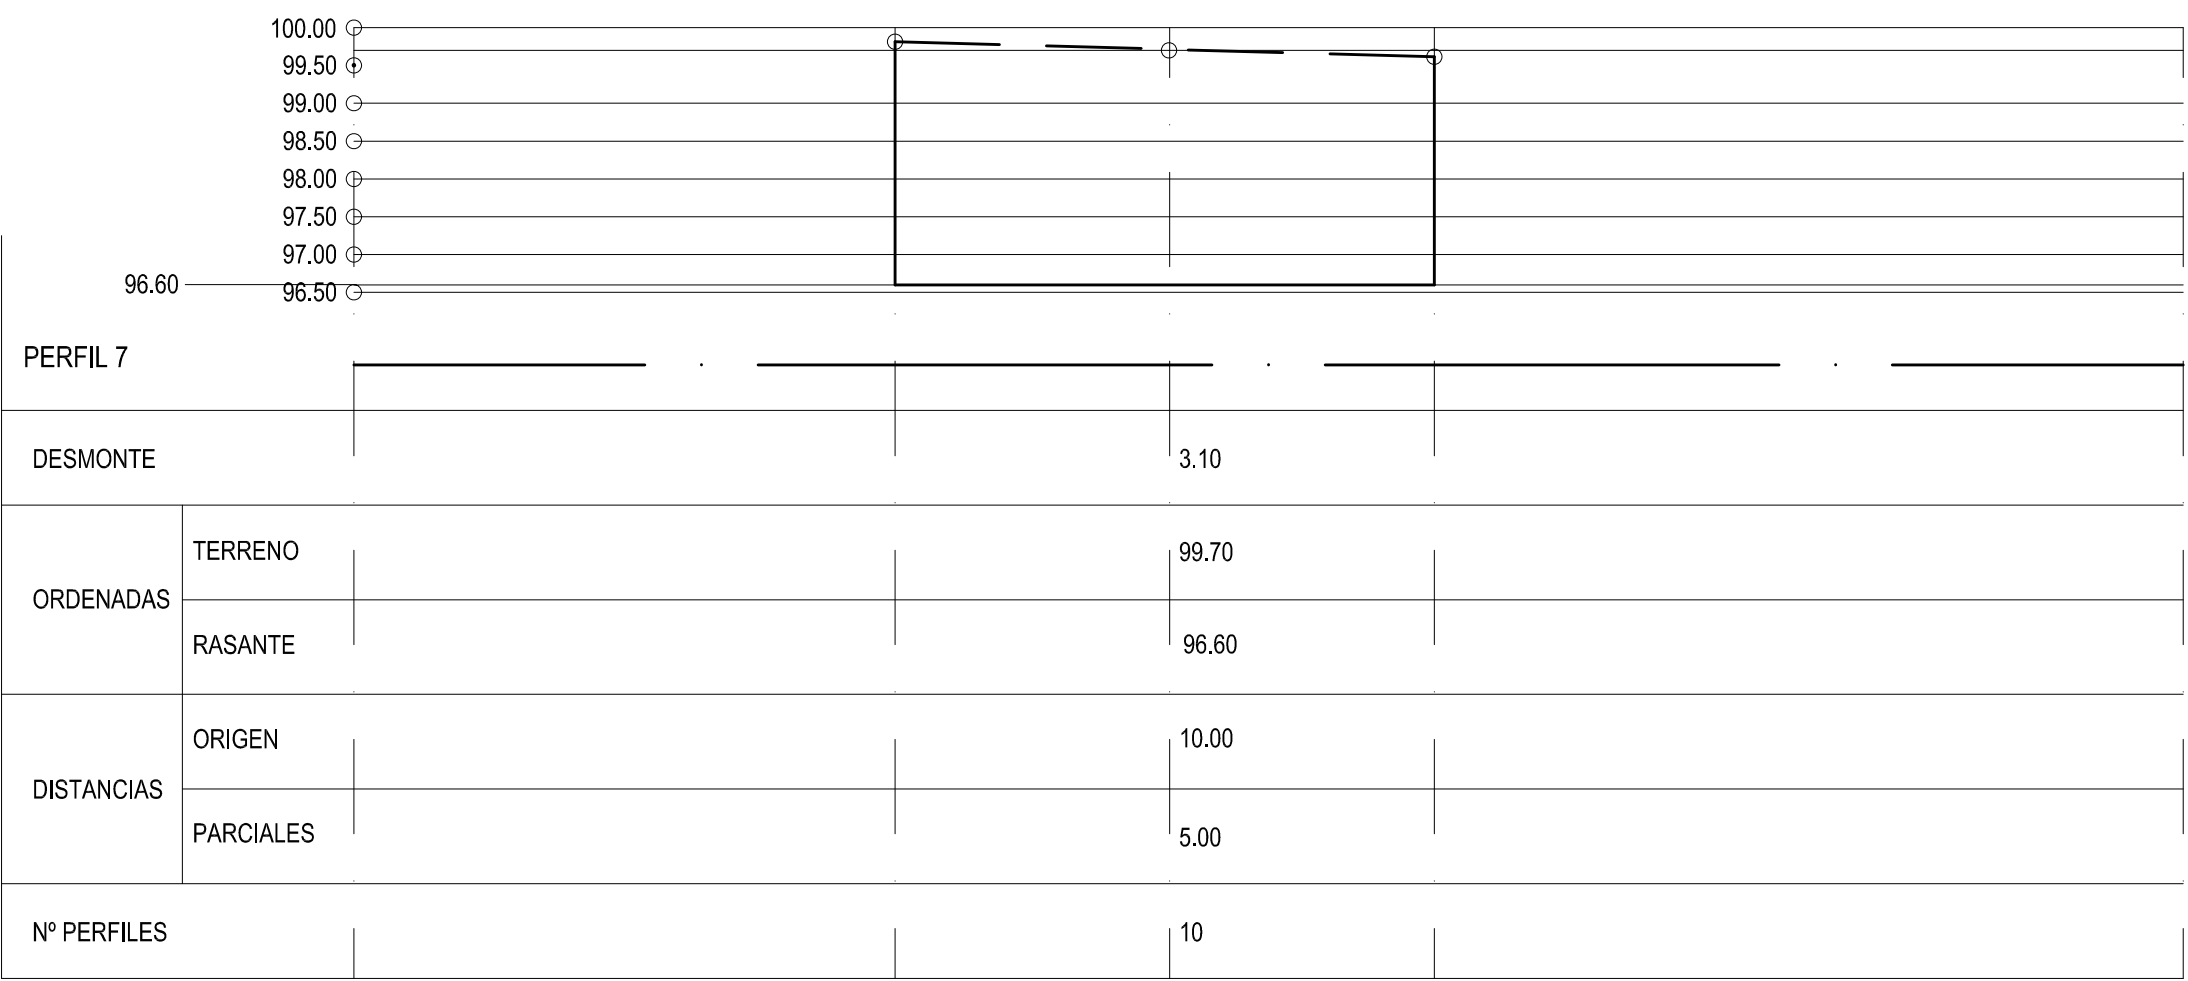 100.00
99.50
99.00
98.50
98.00
97.50
97.00
96.60
96.50
PERFIL 7
DESMONTE 3.10
TERRENO 99.70
ORDENADAS
RASANTE 96.60
ORIGEN 10.00
DISTANCIAS
PARCIALES 5.00
Nº PERFILES 10